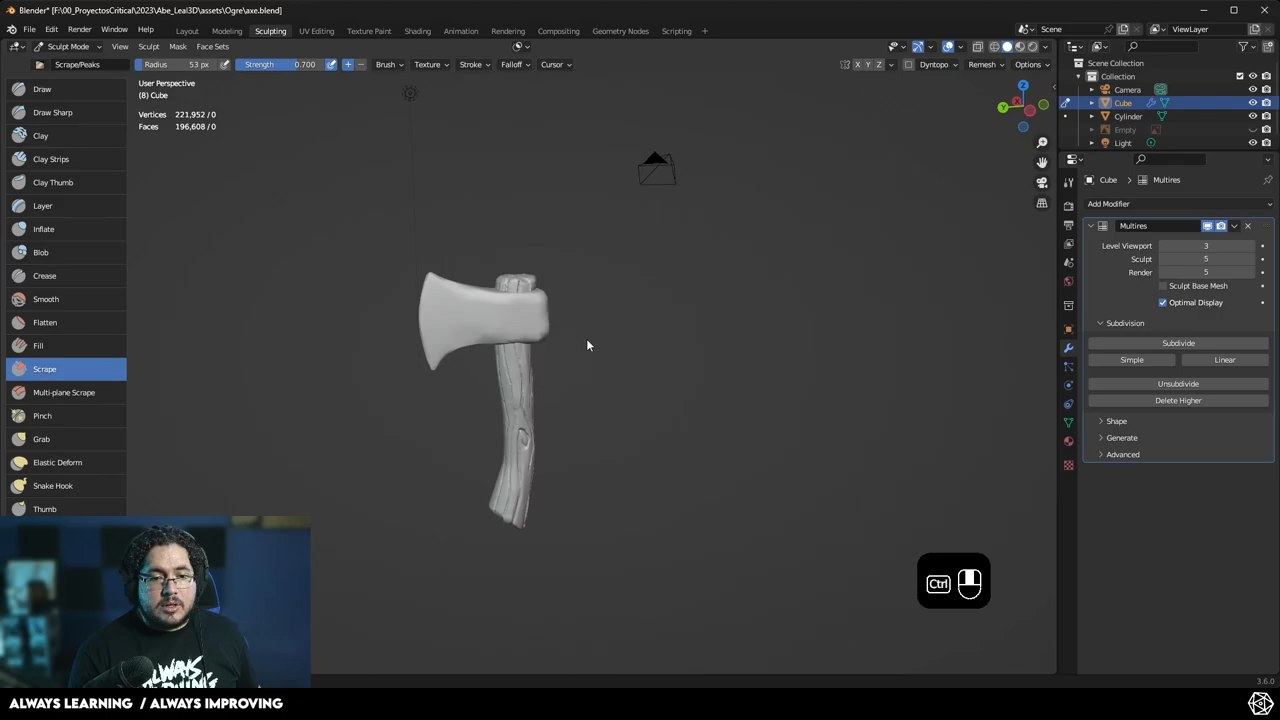 Blender* [F:\00_ProyectosCritical\2023\Abe_Leal3D\assets\Ogre\axe.blend]
File Edit Render Window Help Layout Modeling Sculpting UV Editing Texture Paint Shading Animation Rendering Compositing Geometry Nodes Scripting + Scene ViewLayer
Sculpt Mode View Sculpt Mask Face Sets
Scrape/Peaks Radius 53 px Strength 0.700 Brush Texture Stroke Falloff Cursor X Y Z Dyntopo Remesh Options
Scene Collection
Collection
Camera
Cube
Cylinder
Empty
Light
User Perspective
(8) Cube
Vertices 221,952 / 0
Faces 196,608 / 0
Z
Y
X
Draw
Draw Sharp
Clay
Clay Strips
Clay Thumb
Layer
Inflate
Blob
Crease
Smooth
Flatten
Fill
Scrape
Multi-plane Scrape
Pinch
Grab
Elastic Deform
Snake Hook
Thumb
Cube > Multires
Add Modifier
Multires
Level Viewport 3
Sculpt 5
Render 5
Sculpt Base Mesh
Optimal Display
Subdivision
Subdivide
Simple Linear
Unsubdivide
Delete Higher
Shape
Generate
Advanced
Ctrl
ALWAYS
3.6.0
ALWAYS LEARNING / ALWAYS IMPROVING